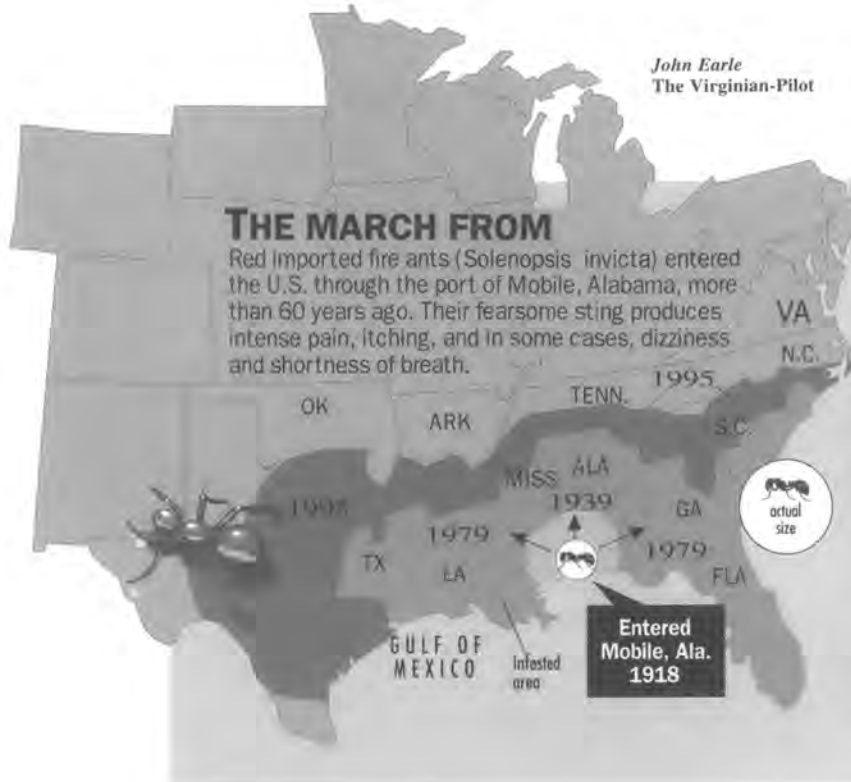 John Earle
The Virginian-Pilot
THE MARCH FROM
Red imported fire ants (Solenopsis invicta) entered
the U.S. through the port of Mobile, Alabama, more
than 60 years ago. Their fearsome sting produces
intense pain, itching, and in some cases, dizziness
and shortness of breath.
VA
N.C.
1995
TENN.
OK
ARK
S.C.
MISS
ALA
1939
GA
actual
size
1979
TX
LA
1979
FLA
Entered
Mobile, Ala.
1918
GULF OF
MEXICO
Infested
area